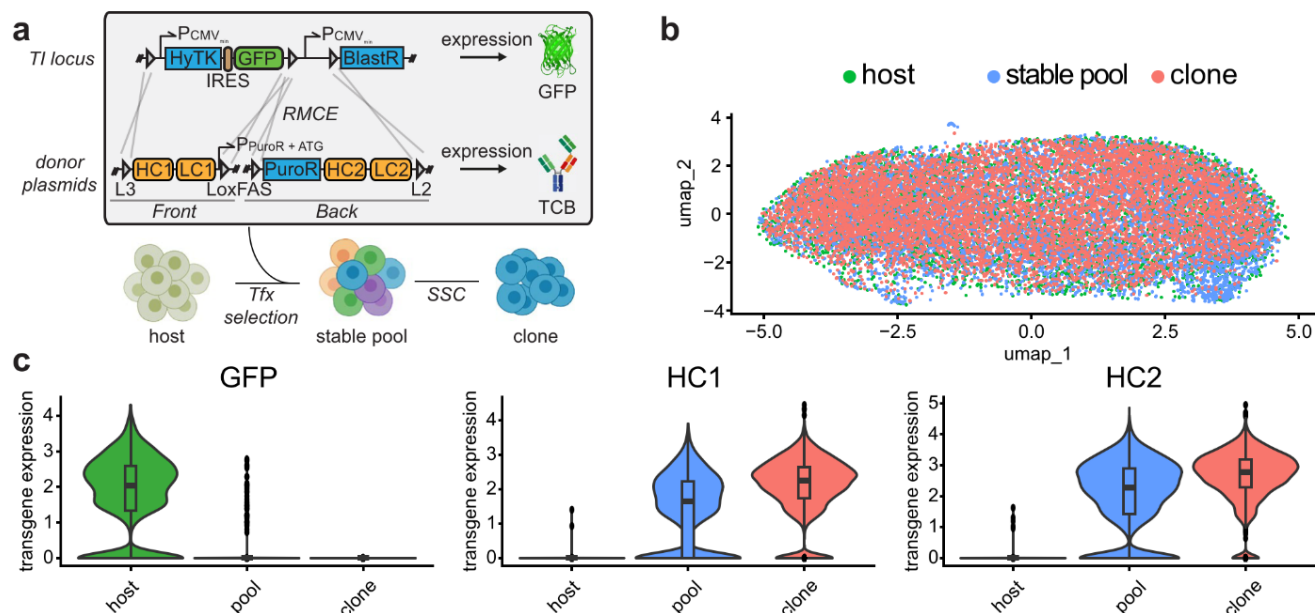 a
TI locus
PCMVmin
HyTK
GFP
IRES
PCMVmin
BlastR
expression
GFP
RMCE
donor
plasmids
HC1
LC1
PPuroR + ATG
PuroR
HC2
LC2
expression
TCB
L3
LoxFAS
L2
Front
Back
host
Tfx
selection
stable pool
SSC
clone
b
host
stable pool
clone
umap_2
4
2
0
−2
−4
−5.0
−2.5
0.0
2.5
5.0
umap_1
c
GFP
transgene expression
4
3
2
1
0
host
pool
clone
HC1
transgene expression
4
3
2
1
0
host
pool
clone
HC2
transgene expression
5
4
3
2
1
0
host
pool
clone